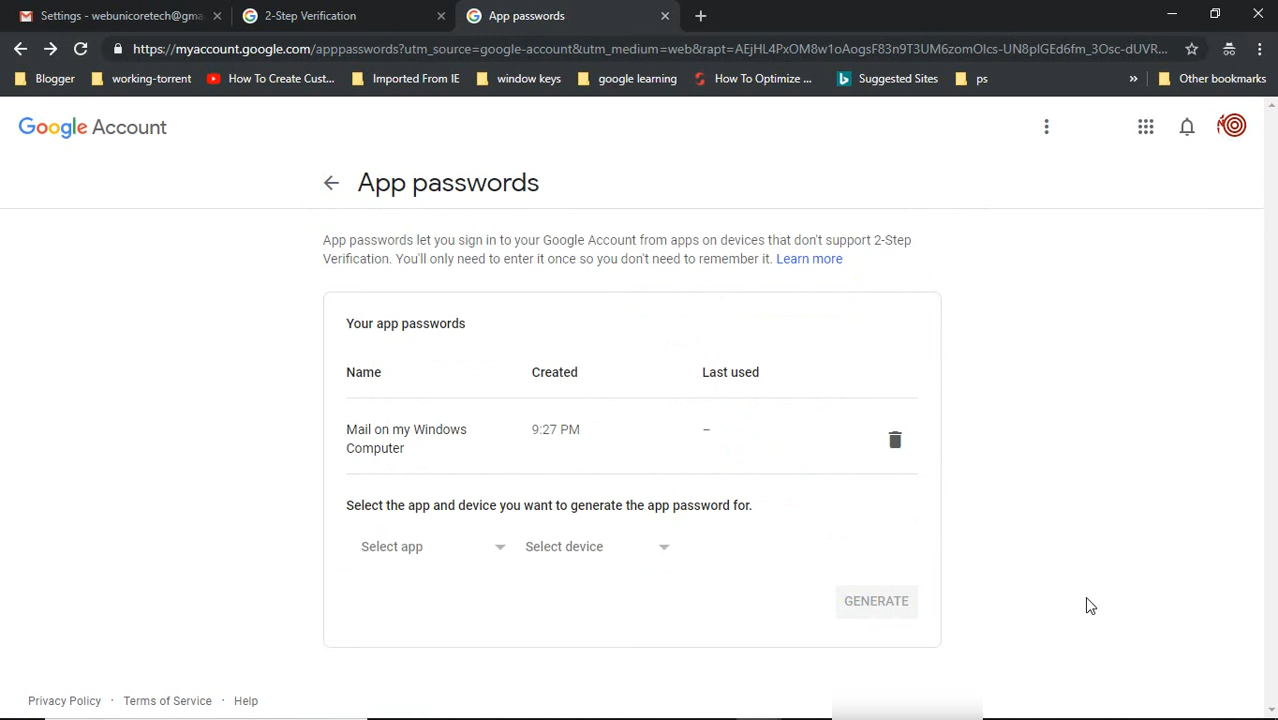 Settings - webunicoretech@gma
2-Step Verification
App passwords
https://myaccount.google.com/apppasswords?utm_source=google-account&utm_medium=web&rapt=AEjHL4PxOM8w1oAogsF83n9T3UM6zomOlcs-UN8plGEd6fm_3Osc-dUVR...
Blogger
working-torrent
How To Create Cust...
Imported From IE
window keys
google learning
How To Optimize ...
Suggested Sites
ps
»
Other bookmarks
Google Account
App passwords
App passwords let you sign in to your Google Account from apps on devices that don't support 2-Step
Verification. You'll only need to enter it once so you don't need to remember it. Learn more
Your app passwords
Name Created Last used
Mail on my Windows 9:27 PM –
Computer
Select the app and device you want to generate the app password for.
Select app Select device
GENERATE
Privacy Policy · Terms of Service · Help